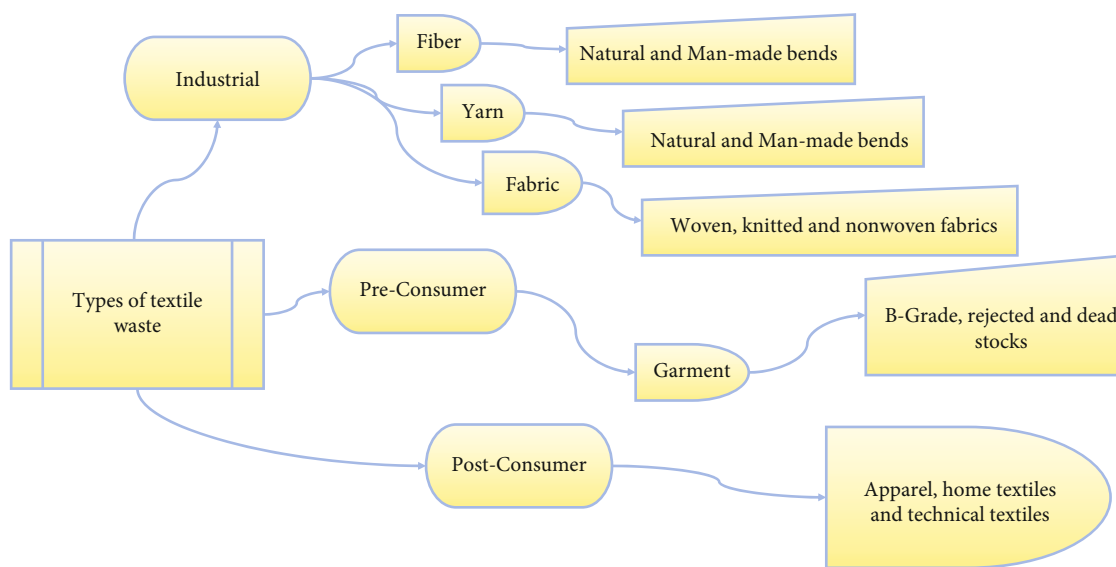 Fiber
Natural and Man-made bends
Industrial
Yarn
Natural and Man-made bends
Fabric
Woven, knitted and nonwoven fabrics
Types of textile
waste
Pre-Consumer
B-Grade, rejected and dead
stocks
Garment
Post-Consumer
Apparel, home textiles
and technical textiles